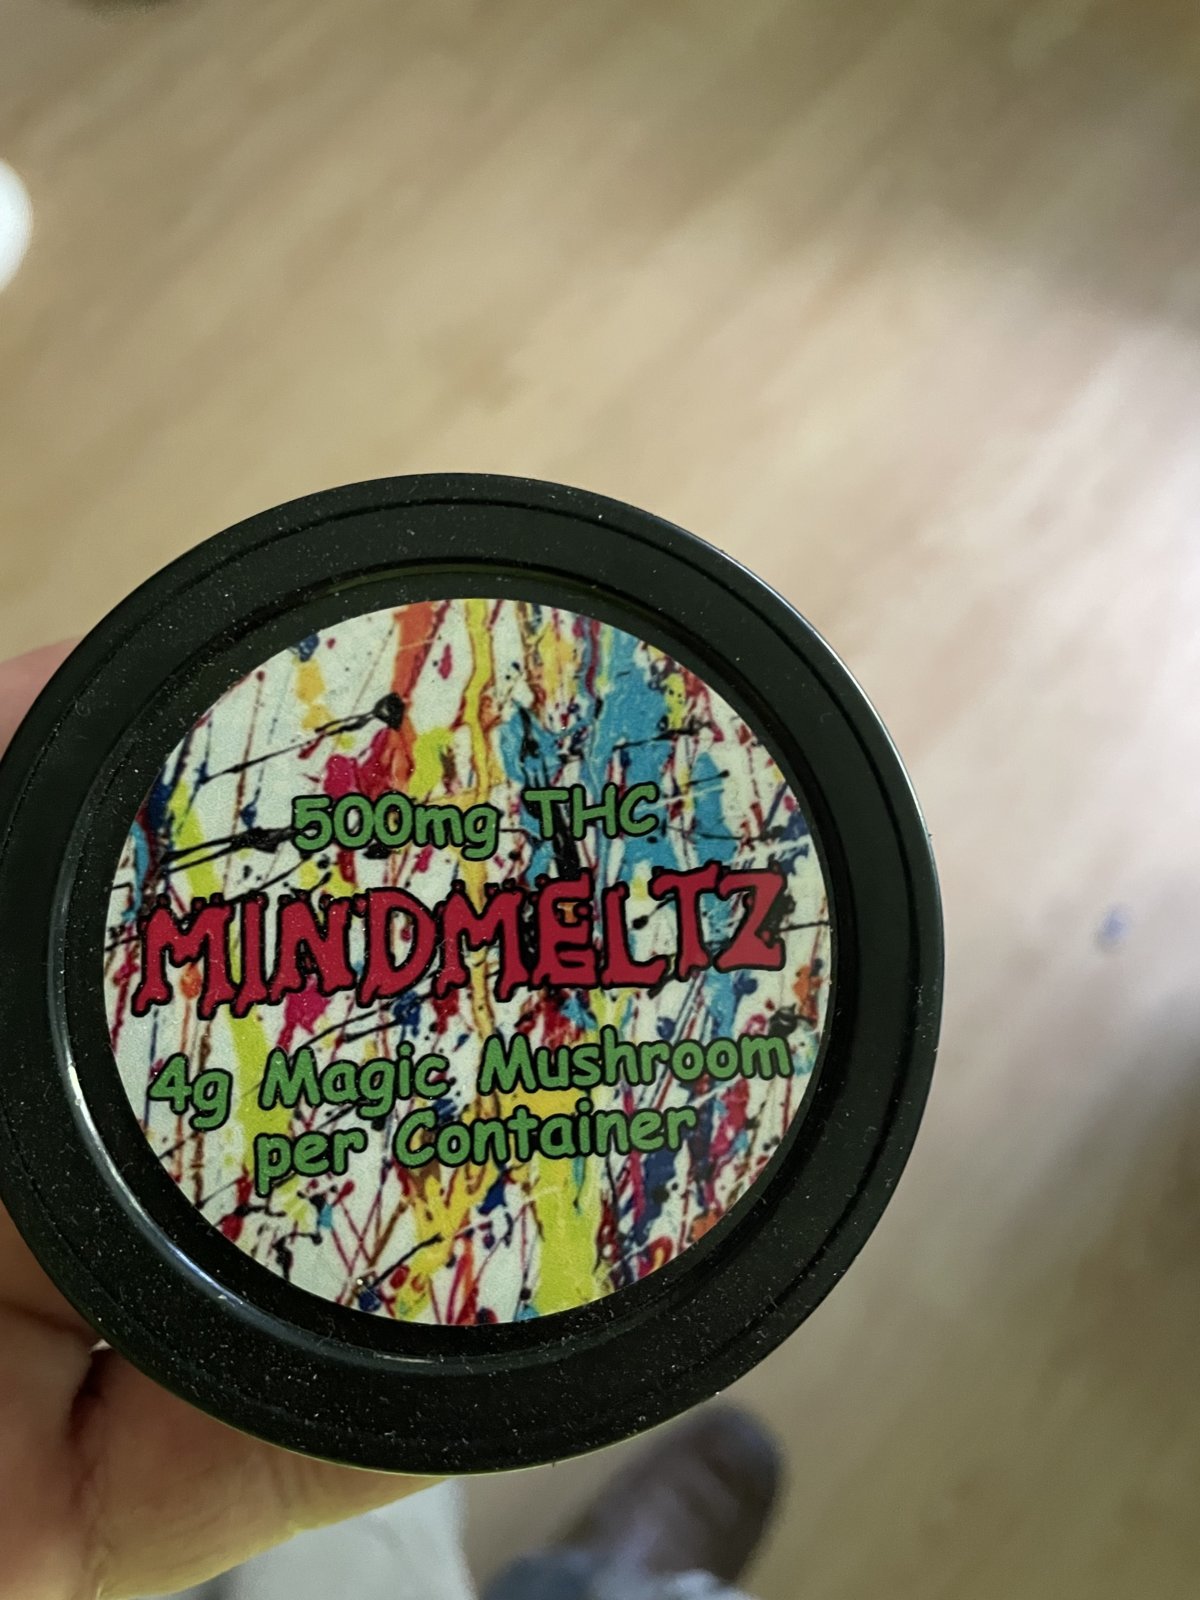 500mg THC
MINDMELTZ
4g Magic Mushroom
per Container